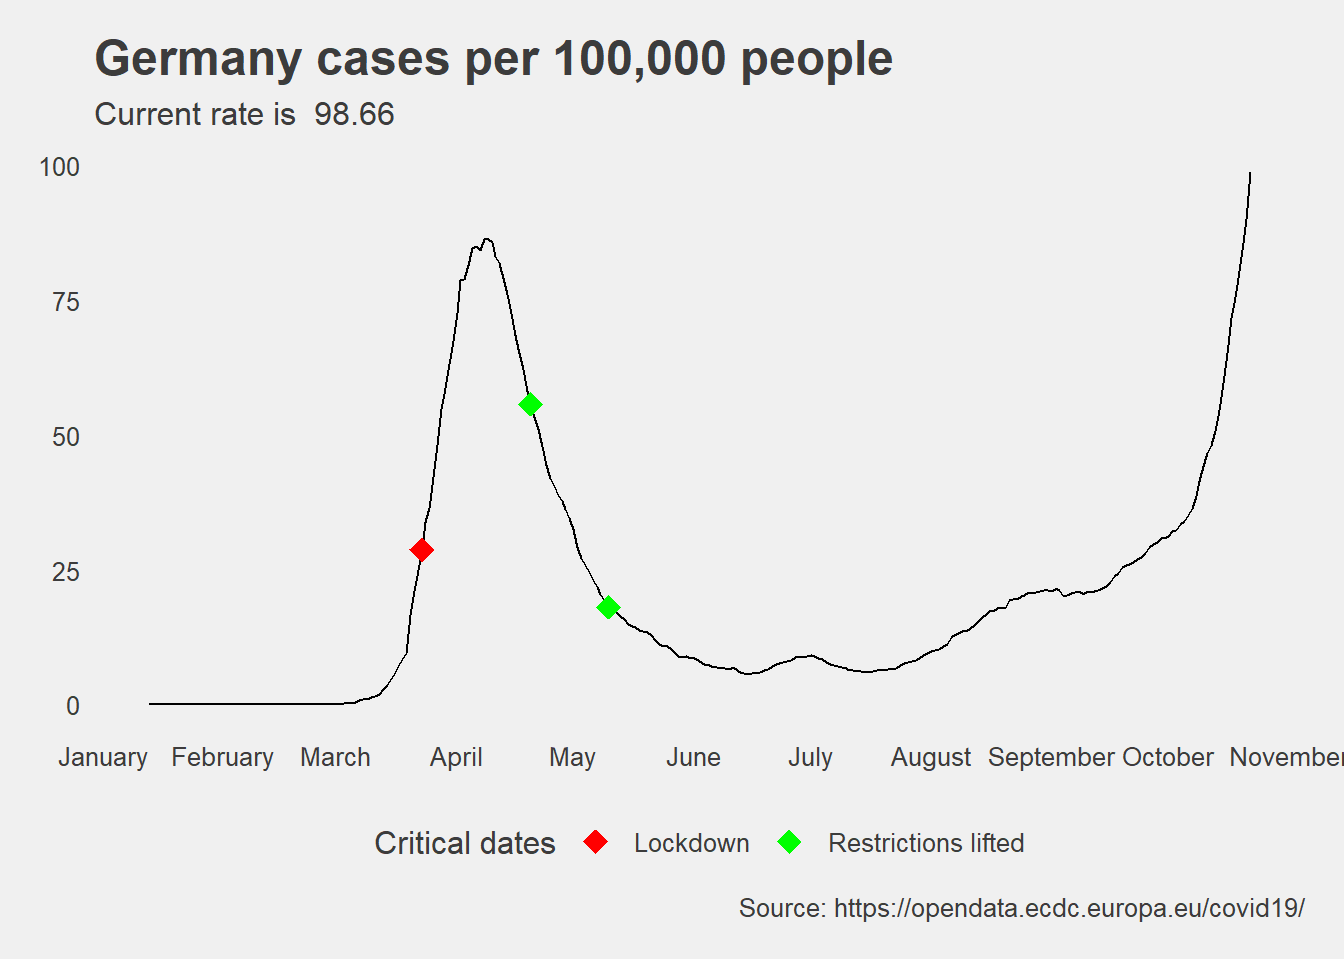 Germany cases per 100,000 people
Current rate is  98.66
100
75
50
25
0
January February March April May June July August September October November
Critical dates Lockdown Restrictions lifted
Source: https://opendata.ecdc.europa.eu/covid19/